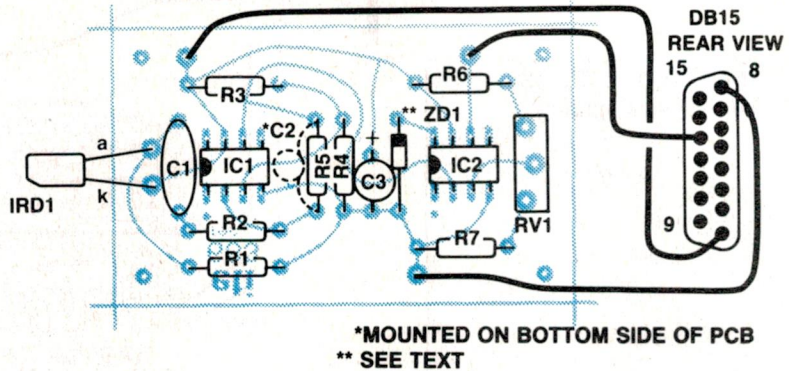 DB15
REAR VIEW
15 8
R6
R3
** ZD1
*C2
a
C1
IC1
R5
R4
+
C3
IC2
IRD1
k
RV1
9
R2
R7
R1
*MOUNTED ON BOTTOM SIDE OF PCB
** SEE TEXT